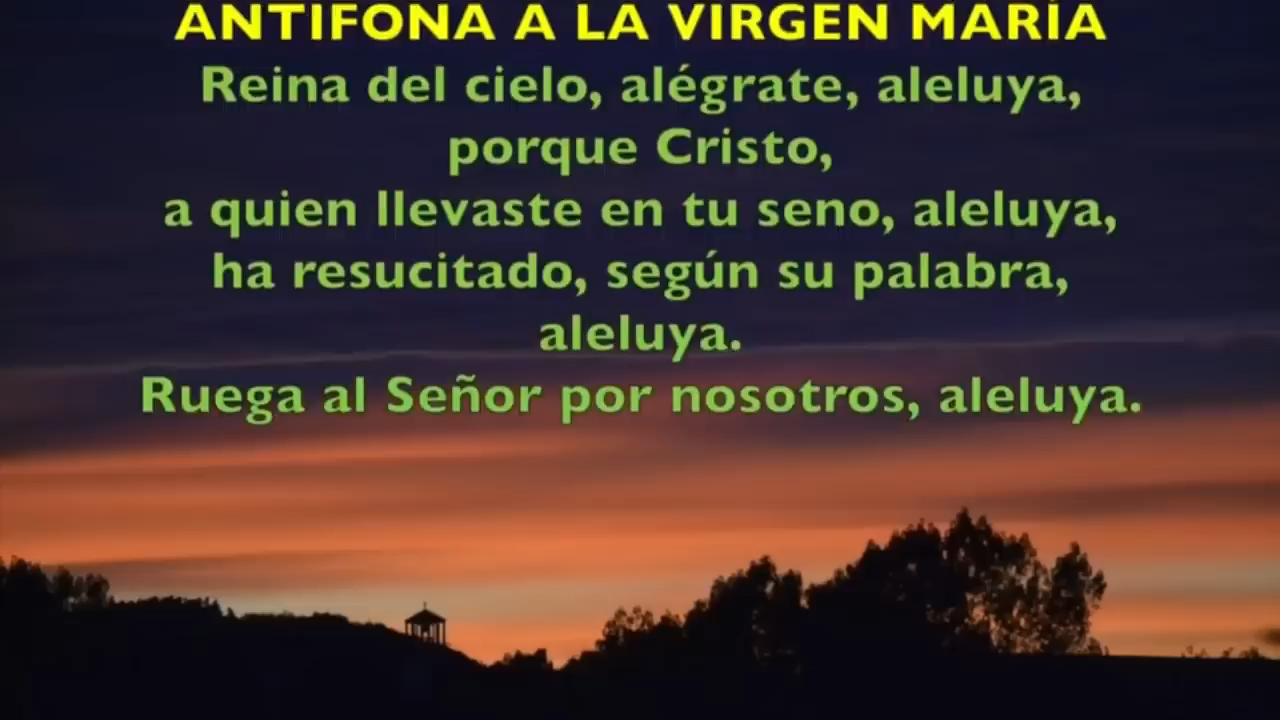 ANTIFONA A LA VIRGEN MARÍA
Reina del cielo, alégrate, aleluya,
porque Cristo,
a quien llevaste en tu seno, aleluya,
ha resucitado, según su palabra,
aleluya.
Ruega al Señor por nosotros, aleluya.